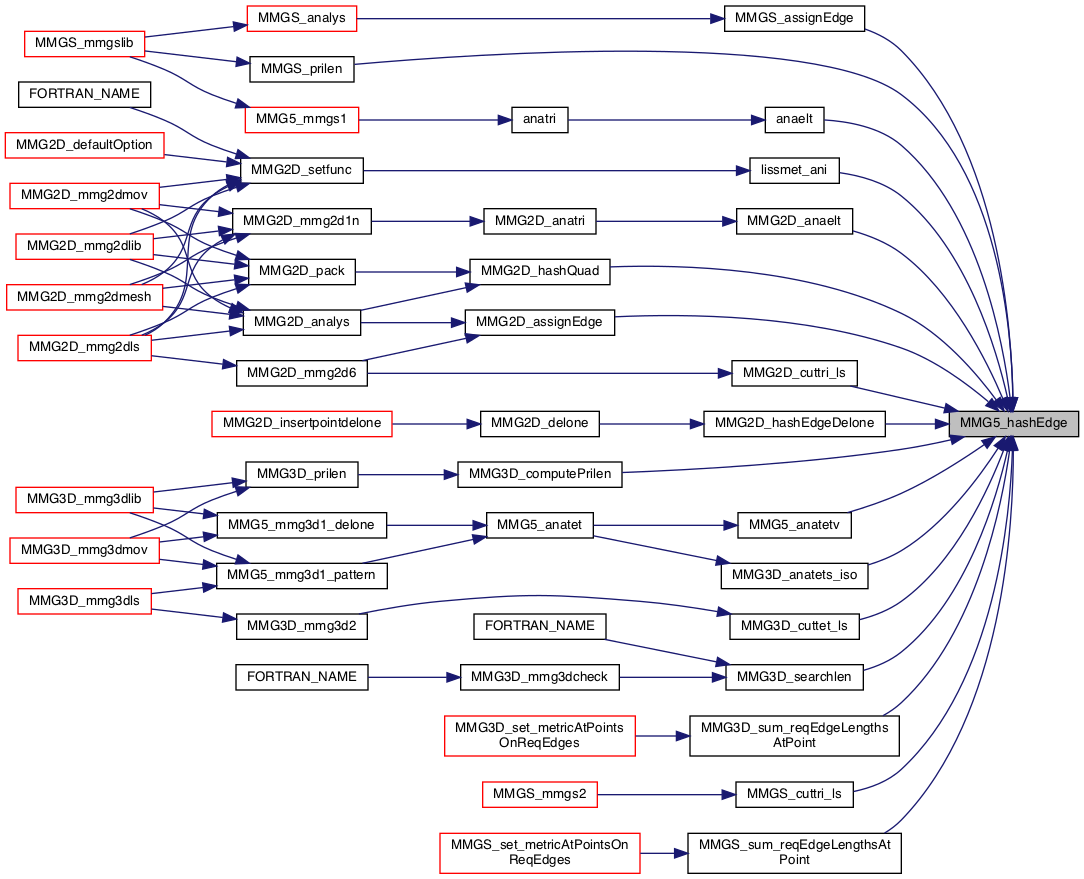 MMGS_analys
MMGS_assignEdge
MMGS_mmgslib
MMGS_prilen
FORTRAN_NAME
MMG5_mmgs1
anatri
anaelt
MMG2D_defaultOption
MMG2D_setfunc
lissmet_ani
MMG2D_mmg2dmov
MMG2D_mmg2d1n
MMG2D_anatri
MMG2D_anaelt
MMG2D_mmg2dlib
MMG2D_pack
MMG2D_hashQuad
MMG2D_mmg2dmesh
MMG2D_analys
MMG2D_assignEdge
MMG2D_mmg2dls
MMG2D_mmg2d6
MMG2D_cuttri_ls
MMG2D_insertpointdelone
MMG2D_delone
MMG2D_hashEdgeDelone
MMG5_hashEdge
MMG3D_prilen
MMG3D_computePrilen
MMG3D_mmg3dlib
MMG5_mmg3d1_delone
MMG5_anatet
MMG5_anatetv
MMG3D_mmg3dmov
MMG5_mmg3d1_pattern
MMG3D_anatets_iso
MMG3D_mmg3dls
MMG3D_mmg3d2
FORTRAN_NAME
MMG3D_cuttet_ls
FORTRAN_NAME
MMG3D_mmg3dcheck
MMG3D_searchlen
MMG3D_set_metricAtPoints
OnReqEdges
MMG3D_sum_reqEdgeLengths
AtPoint
MMGS_mmgs2
MMGS_cuttri_ls
MMGS_set_metricAtPointsOn
ReqEdges
MMGS_sum_reqEdgeLengthsAt
Point